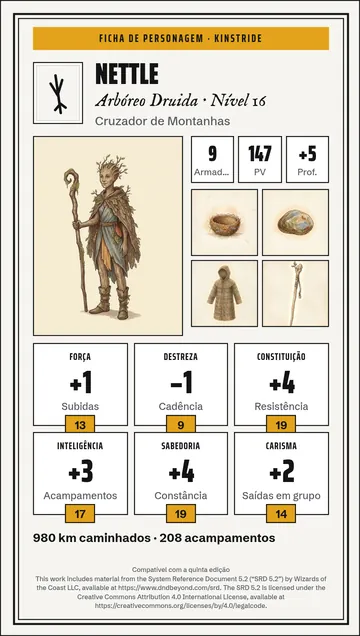 FICHA DE PERSONAGEM · KINSTRIDE
NETTLE
Arbóreo Druida · Nível 16
Cruzador de Montanhas
9
Armad...
147
PV
+5
Prof.
FORÇA
+1
Subidas
13
DESTREZA
−1
Cadência
9
CONSTITUIÇÃO
+4
Resistência
19
INTELIGÊNCIA
+3
Acampamentos
17
SABEDORIA
+4
Constância
19
CARISMA
+2
Saídas em grupo
14
980 km caminhados · 208 acampamentos
Compatível com a quinta edição
This work includes material from the System Reference Document 5.2 (“SRD 5.2”) by Wizards of
the Coast LLC, available at https://www.dndbeyond.com/srd. The SRD 5.2 is licensed under the
Creative Commons Attribution 4.0 International License, available at
https://creativecommons.org/licenses/by/4.0/legalcode.